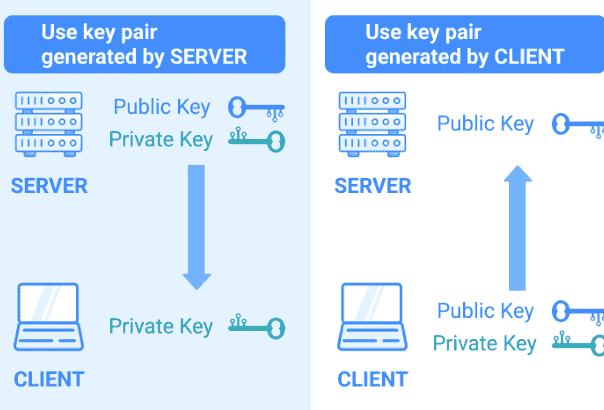 Use key pair
generated by SERVER
Public Key
Private Key
SERVER
Private Key
CLIENT
Use key pair
generated by CLIENT
Public Key
SERVER
Public Key
Private Key
CLIENT